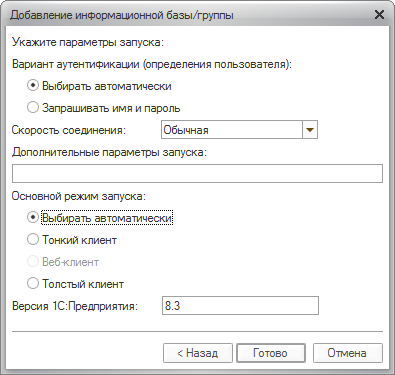 Добавление информационной базы/группы
Укажите параметры запуска:
Вариант аутентификации (определения пользователя):
Выбирать автоматически
Запрашивать имя и пароль
Скорость соединения: Обычная
Дополнительные параметры запуска:
Основной режим запуска:
Выбирать автоматически
Тонкий клиент
Веб-клиент
Толстый клиент
Версия 1С:Предприятия: 8.3
< Назад Готово Отмена